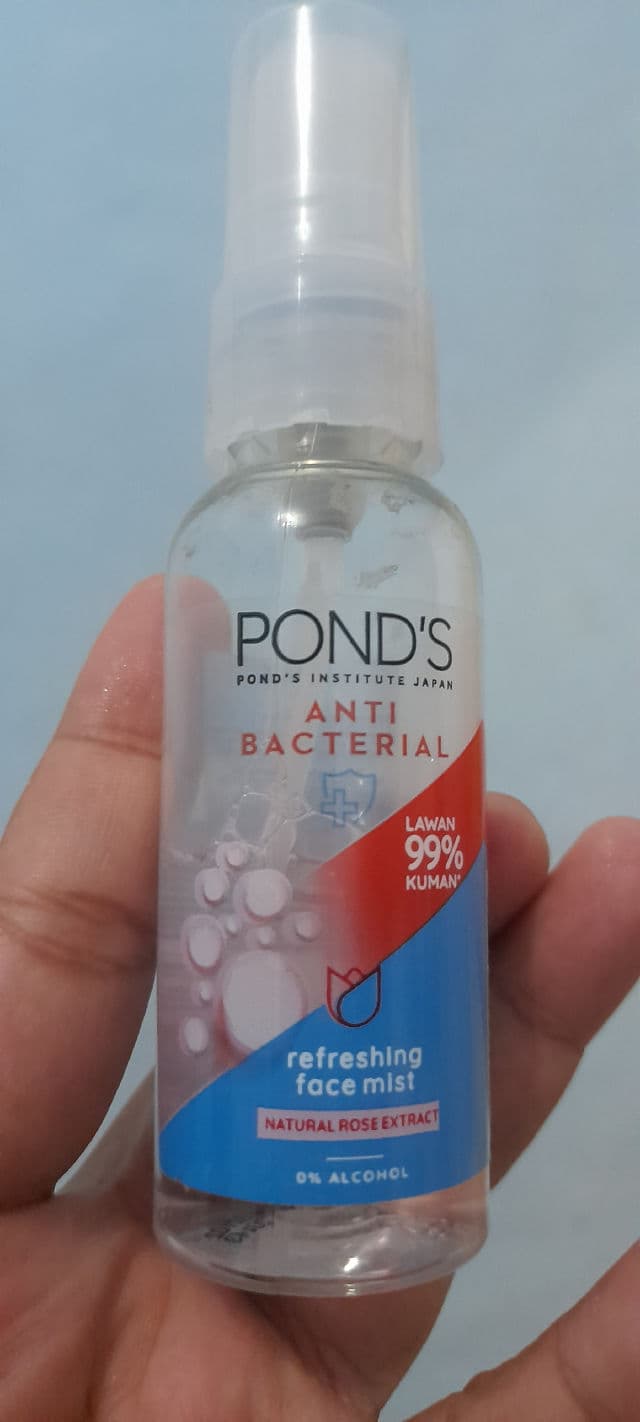 POND'S
POND'S INSTITUTE JAPAN
ANTI
BACTERIAL
LAWAN
99%
KUMAN*
refreshing
face mist
NATURAL ROSE EXTRACT
0% ALCOHOL